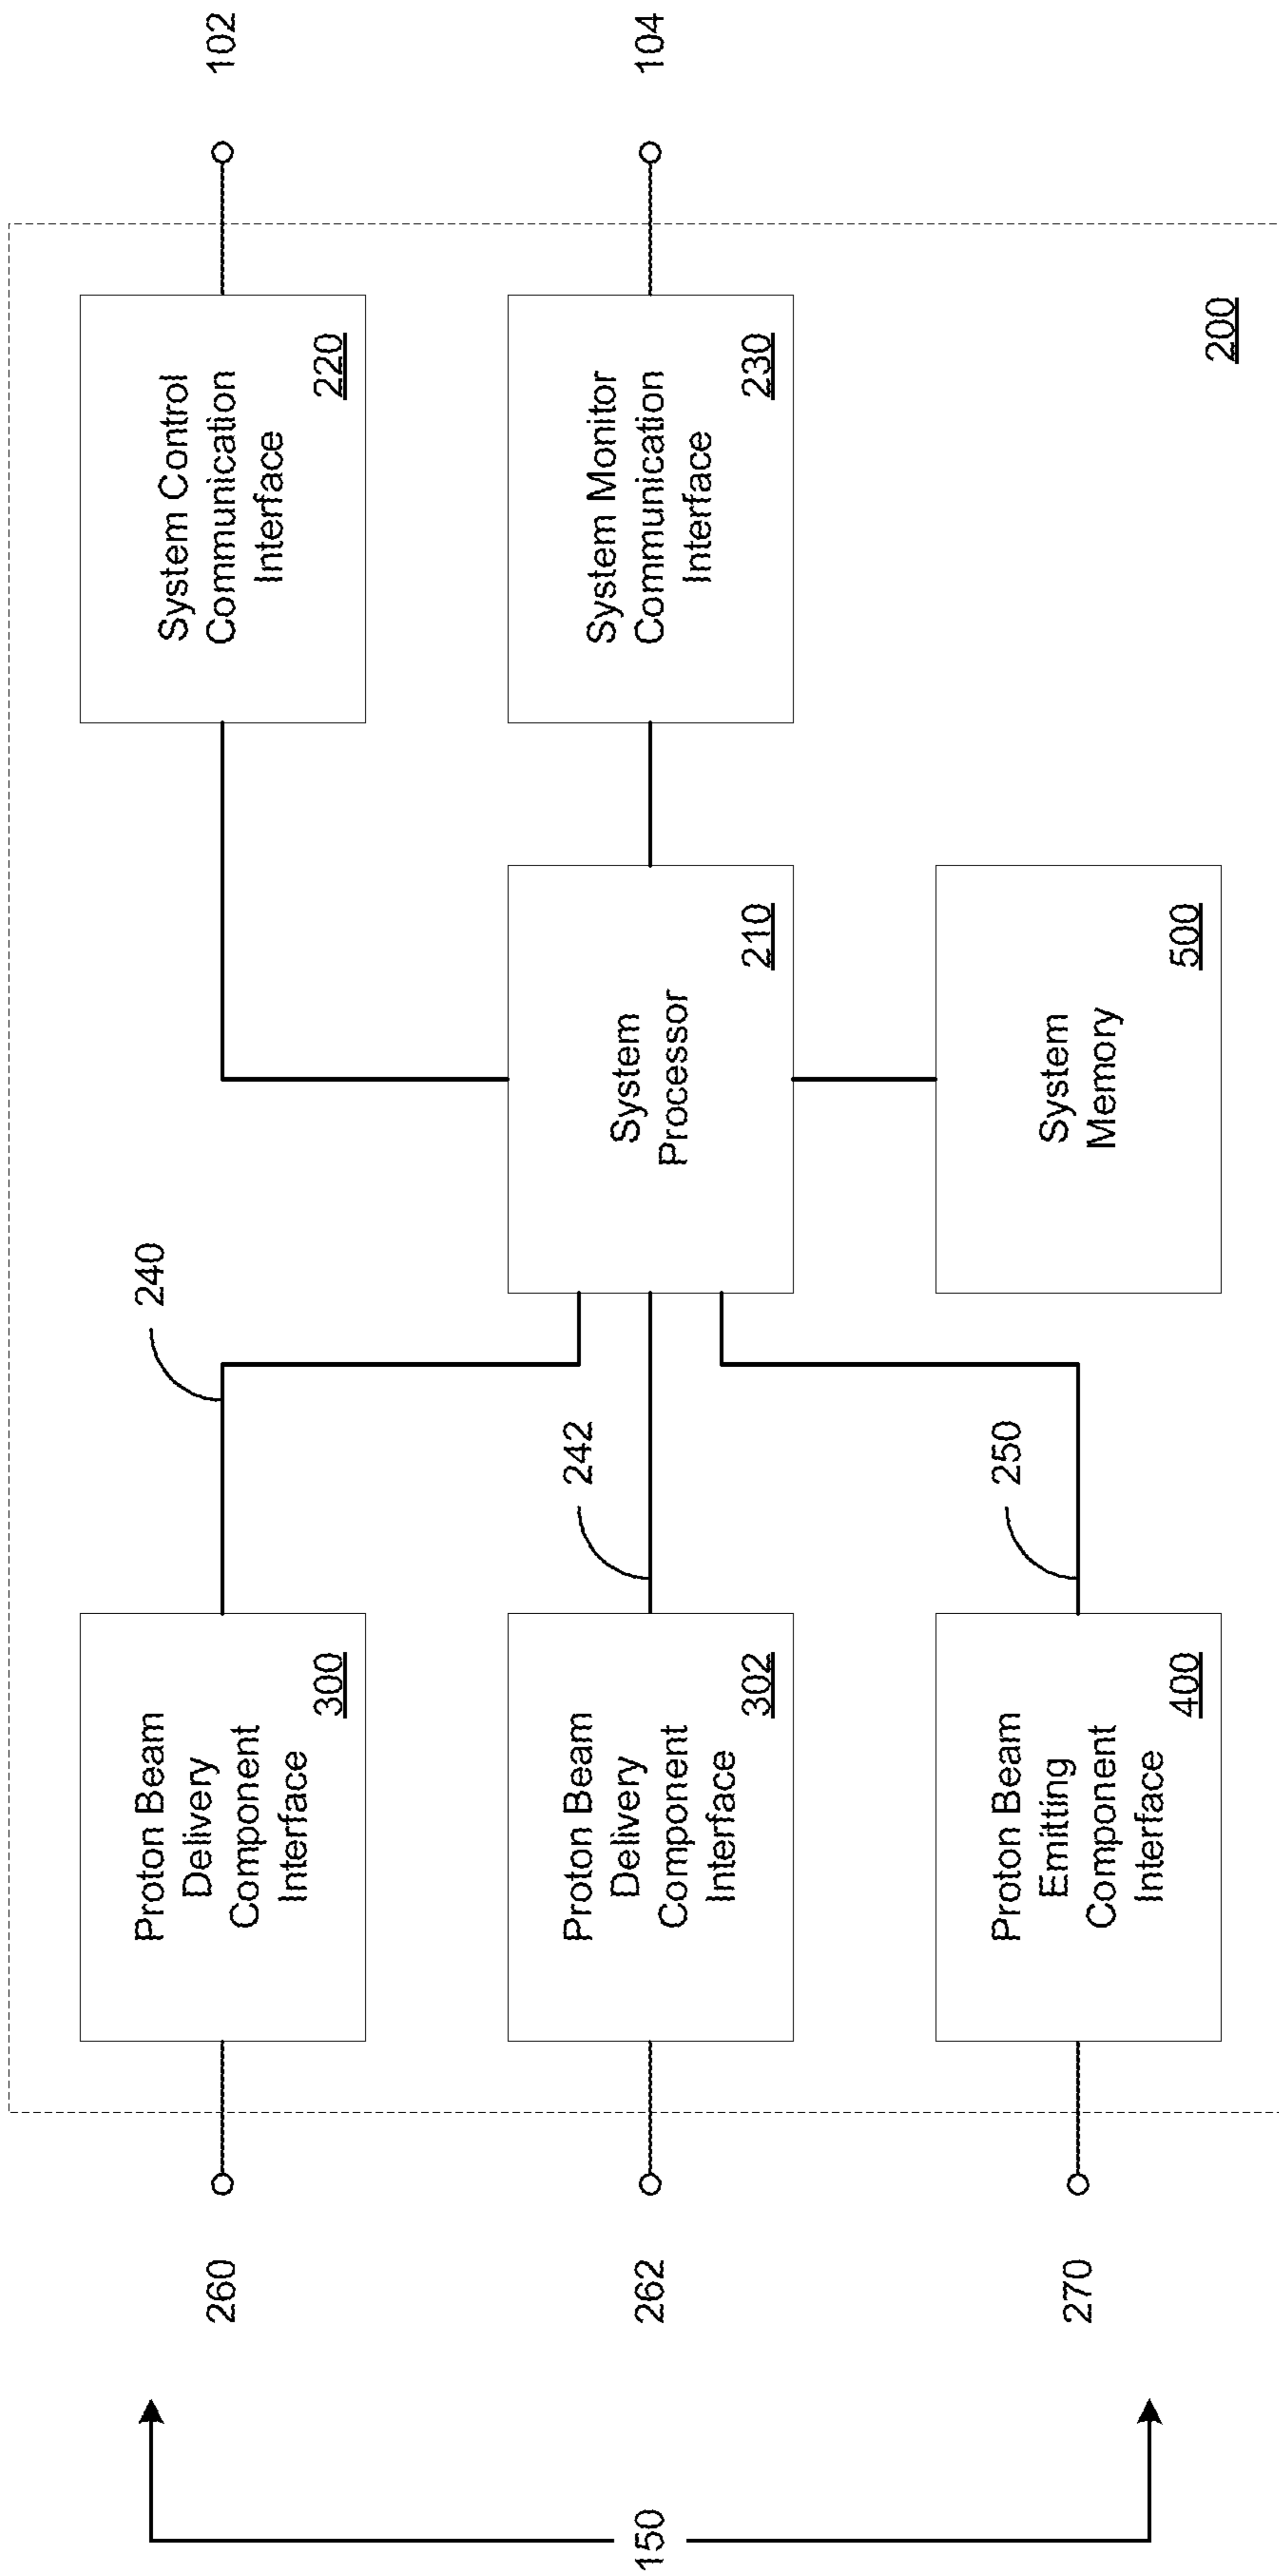 150
260
Proton Beam
Delivery
Component
Interface
300
240
System Control
Communication
Interface
220
102
262
Proton Beam
Delivery
Component
Interface
302
242
System
Processor
210
System Monitor
Communication
Interface
230
104
270
Proton Beam
Emitting
Component
Interface
400
250
System
Memory
500
200